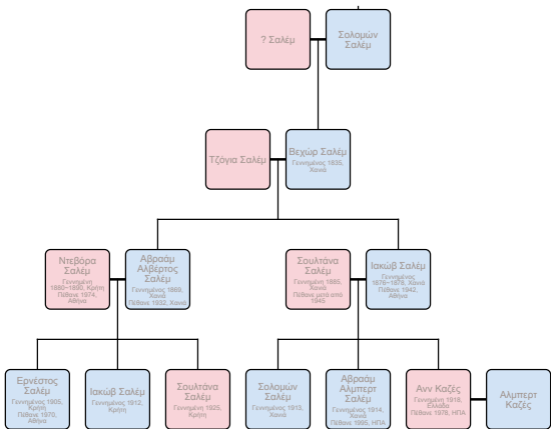 ? Σαλέμ
Σολομών
Σαλέμ
Τζόγια Σαλέμ
Βεχώρ Σαλέμ
Γεννημένος 1835,
Χανιά
Ντεβόρα
Σαλέμ
Γεννημένη
1880–1890, Κρήτη
Πέθανε 1974,
Αθήνα
Αβραάμ
Αλβέρτος
Σαλέμ
Γεννημένος 1869,
Χανιά
Πέθανε 1952, Χανιά
Σουλτάνα
Σαλέμ
Γεννημένη 1885,
Χανιά
Πέθανε μετά από
1945
Ιακώβ Σαλέμ
Γεννημένος
1876–1878, Χανιά
Πέθανε 1942,
Αθήνα
Ερνέστος
Σαλέμ
Γεννημένος 1905,
Κρήτη
Πέθανε 1970,
Αθήνα
Ιακώβ Σαλέμ
Γεννημένος 1912,
Κρήτη
Σουλτάνα
Σαλέμ
Γεννημένη 1925,
Κρήτη
Σολομών
Σαλέμ
Γεννημένος 1913,
Χανιά
Αβραάμ
Αλμπερτ
Σαλέμ
Γεννημένος 1914,
Χανιά
Πέθανε 1995, ΗΠΑ
Ανν Καζές
Γεννημένη 1918,
Ελλάδα
Πέθανε 1978, ΗΠΑ
Αλμπερτ
Καζές